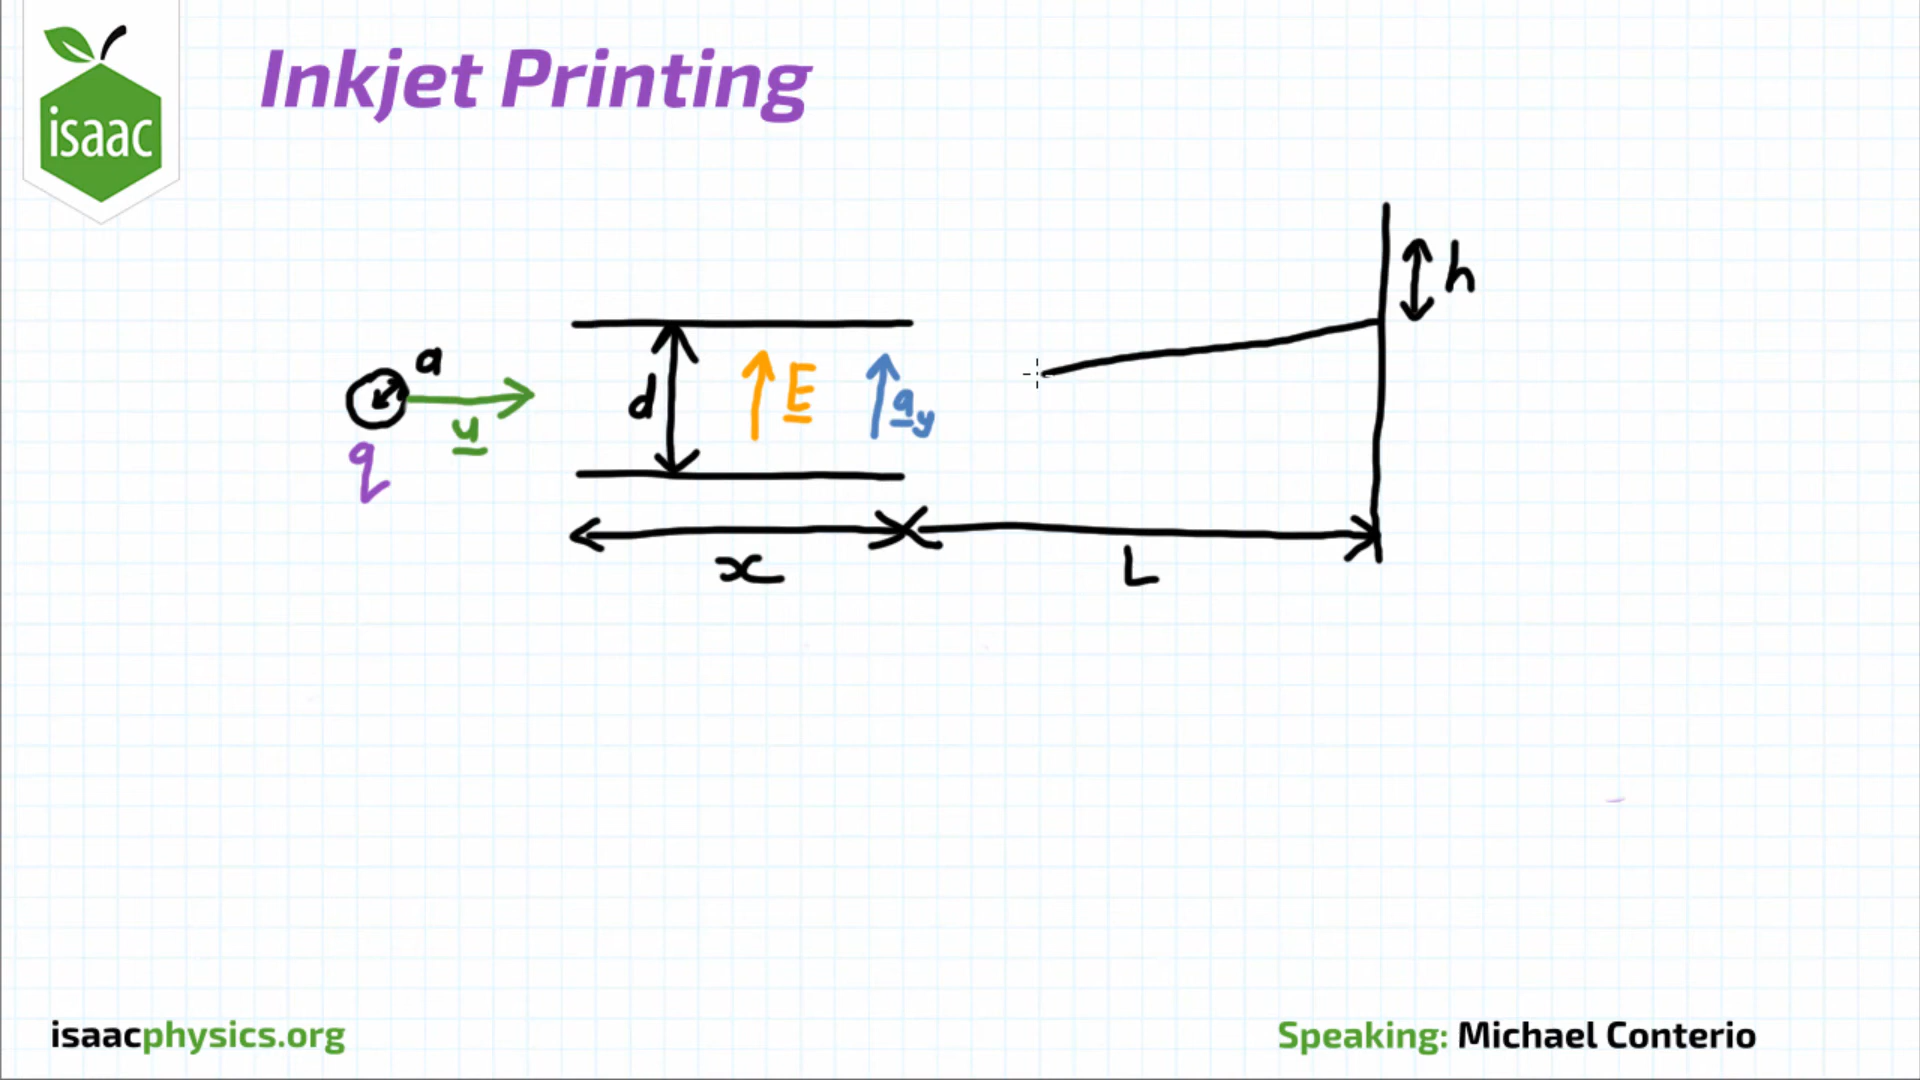 isaac
Inkjet Printing
h
a
d
E
a_y
u
q
x
L
isaacphysics.org
Speaking: Michael Conterio